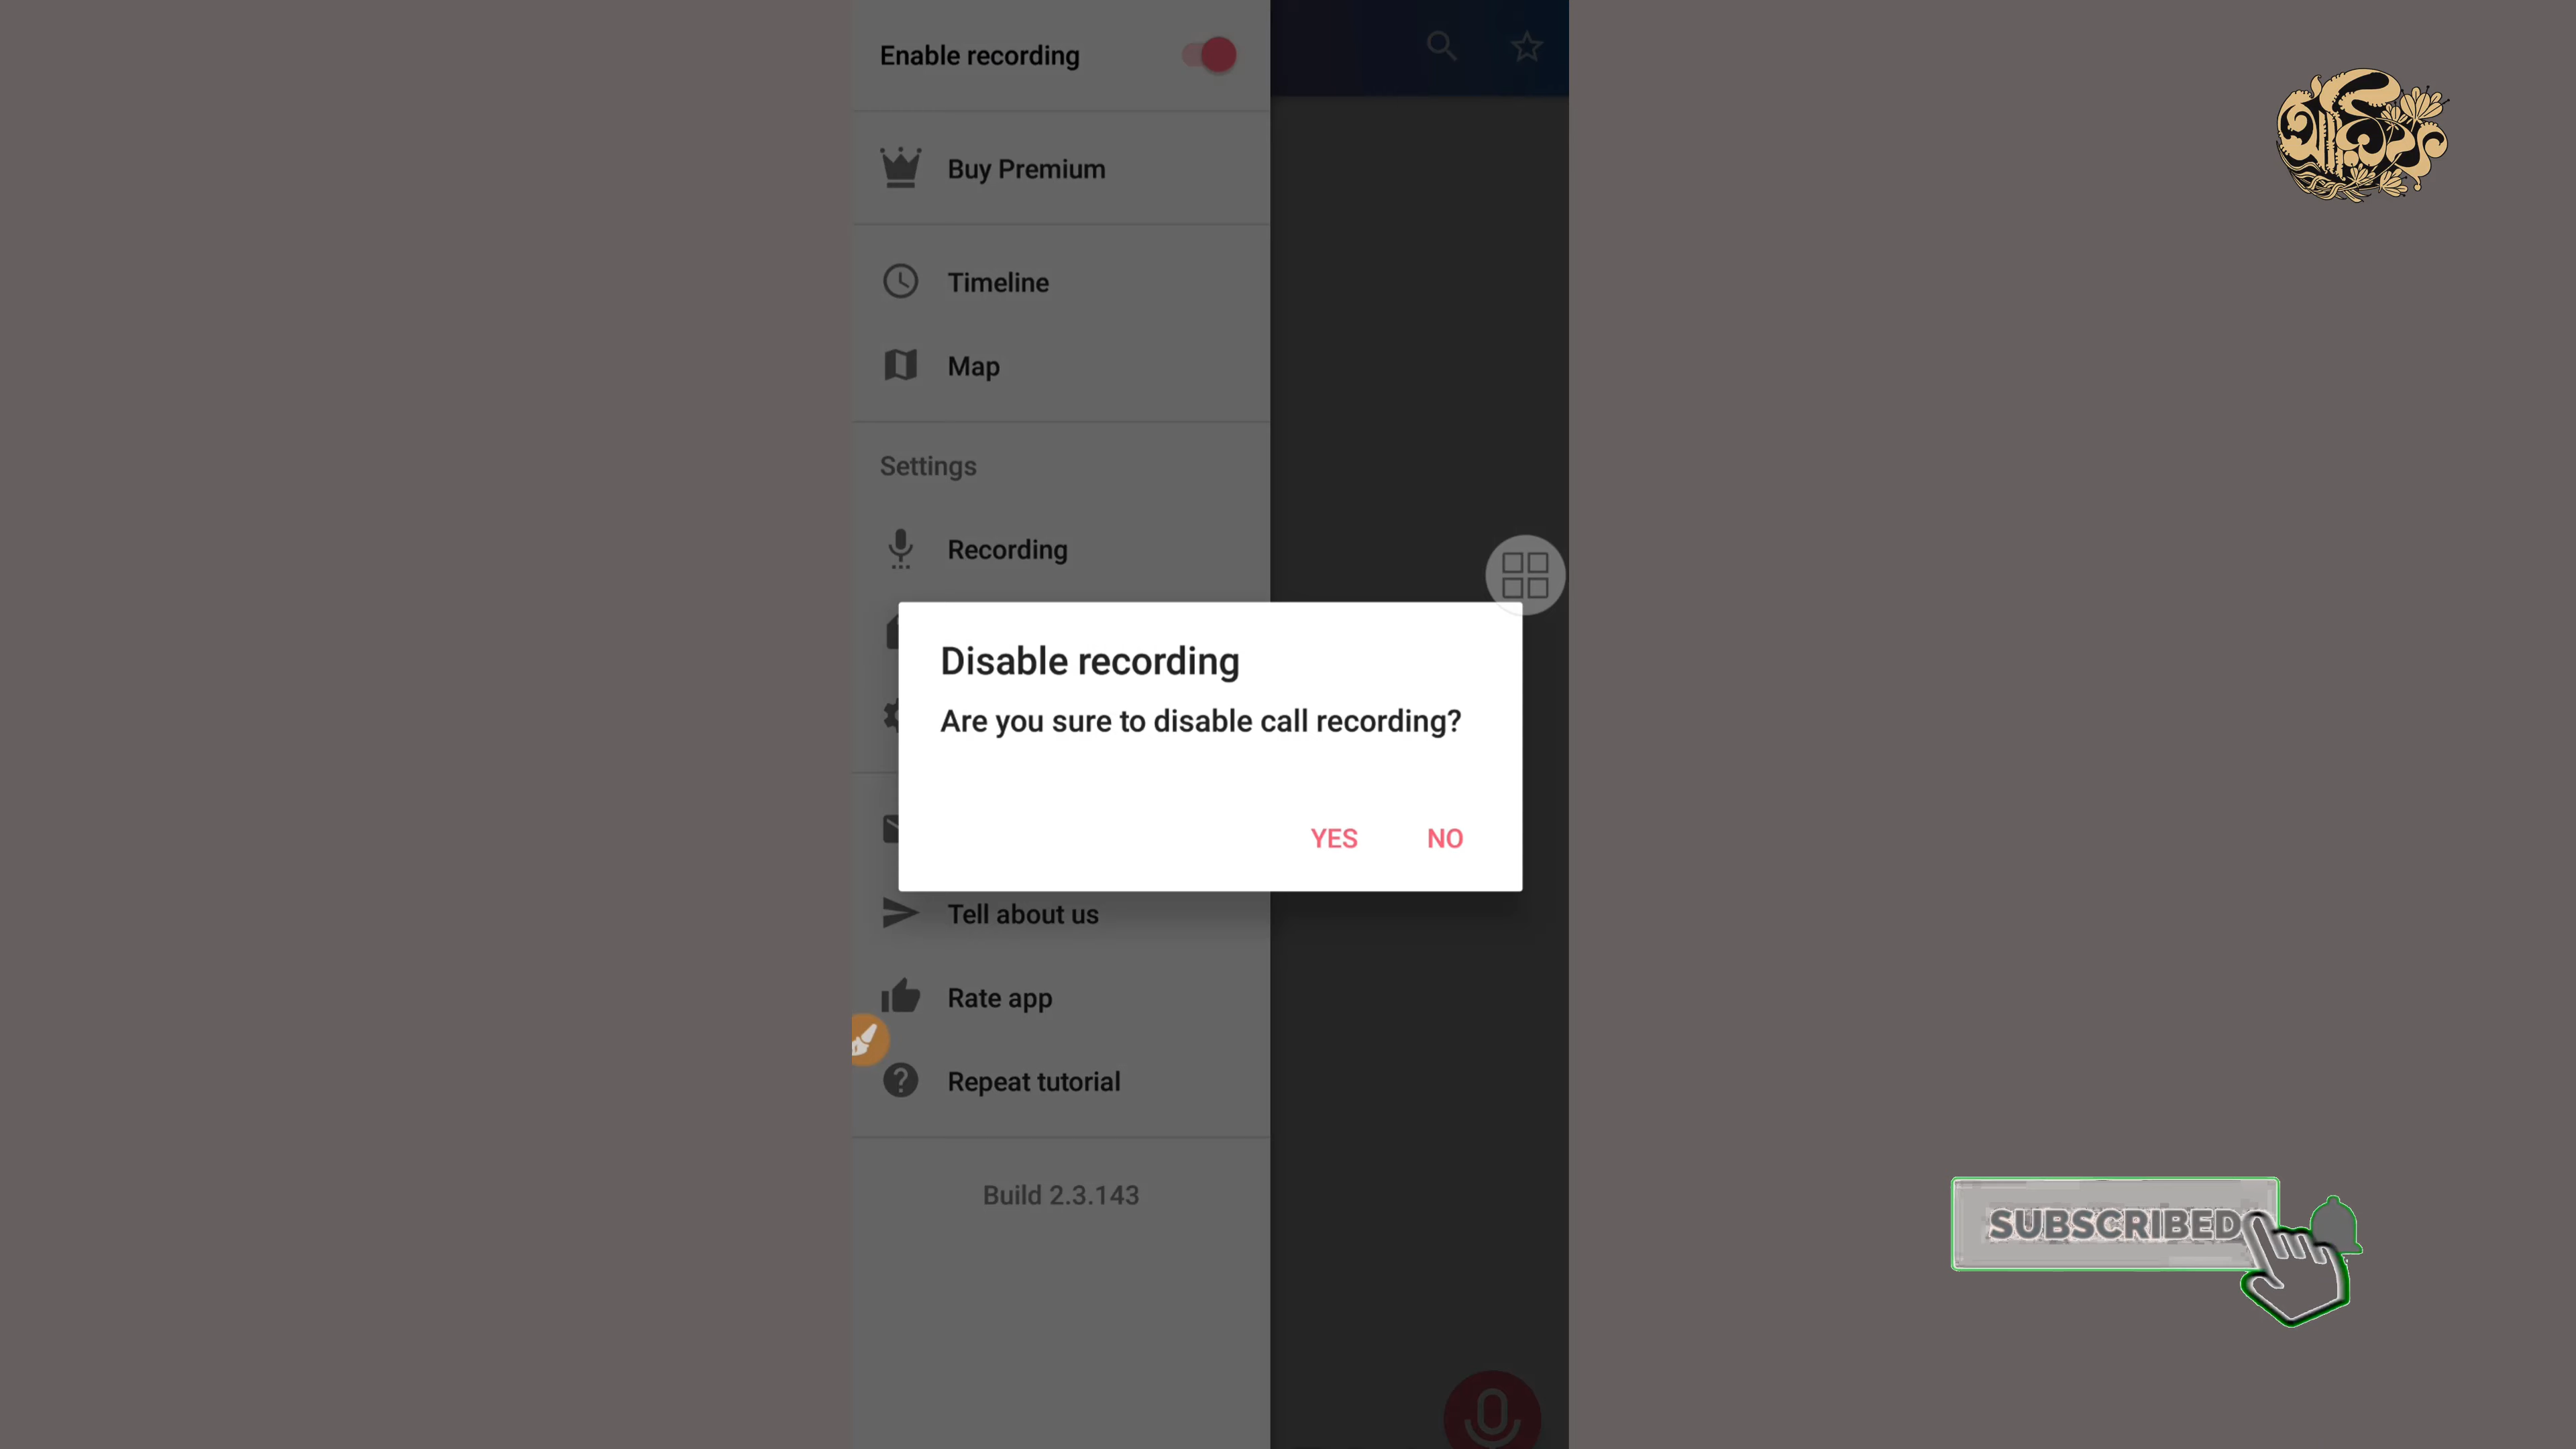 Enable recording
Buy Premium
Timeline
Map
Settings
Recording
Disable recording
Are you sure to disable call recording?
YES NO
Tell about us
Rate app
Repeat tutorial
Build 2.3.143
SUBSCRIBED